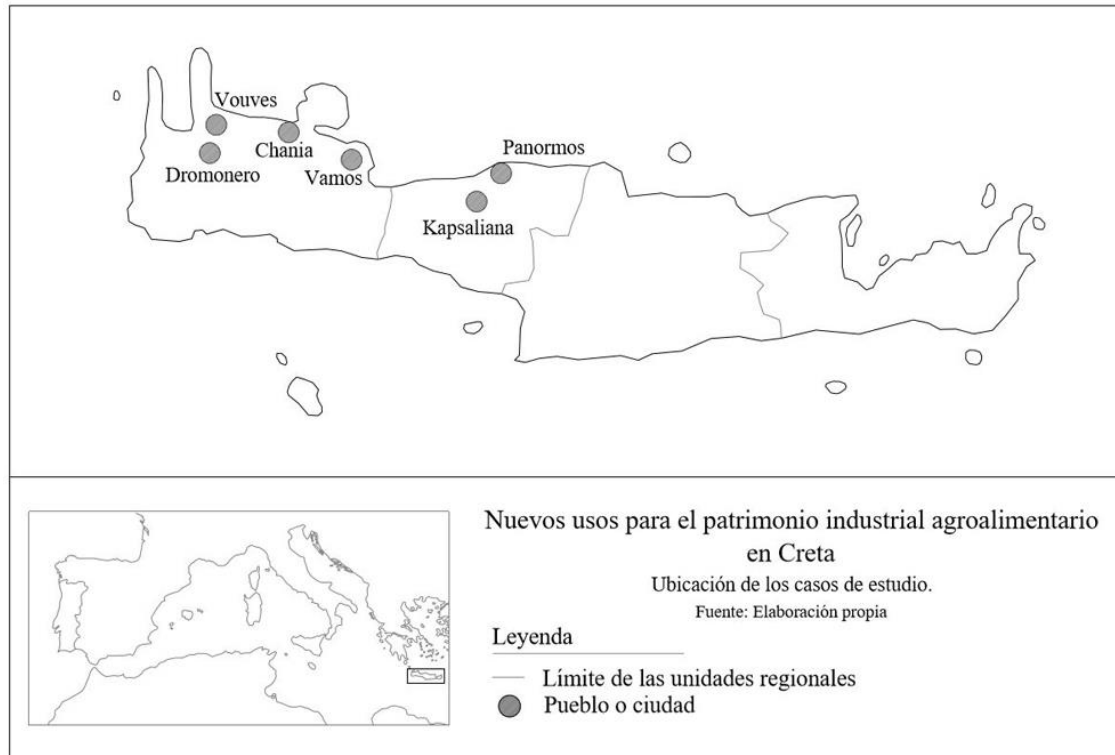 Vouves
Chania
Dromonero
Vamos
Panormos
Kapsaliana
Nuevos usos para el patrimonio industrial agroalimentario
en Creta
Ubicación de los casos de estudio.
Fuente: Elaboración propia
Leyenda
Límite de las unidades regionales
Pueblo o ciudad